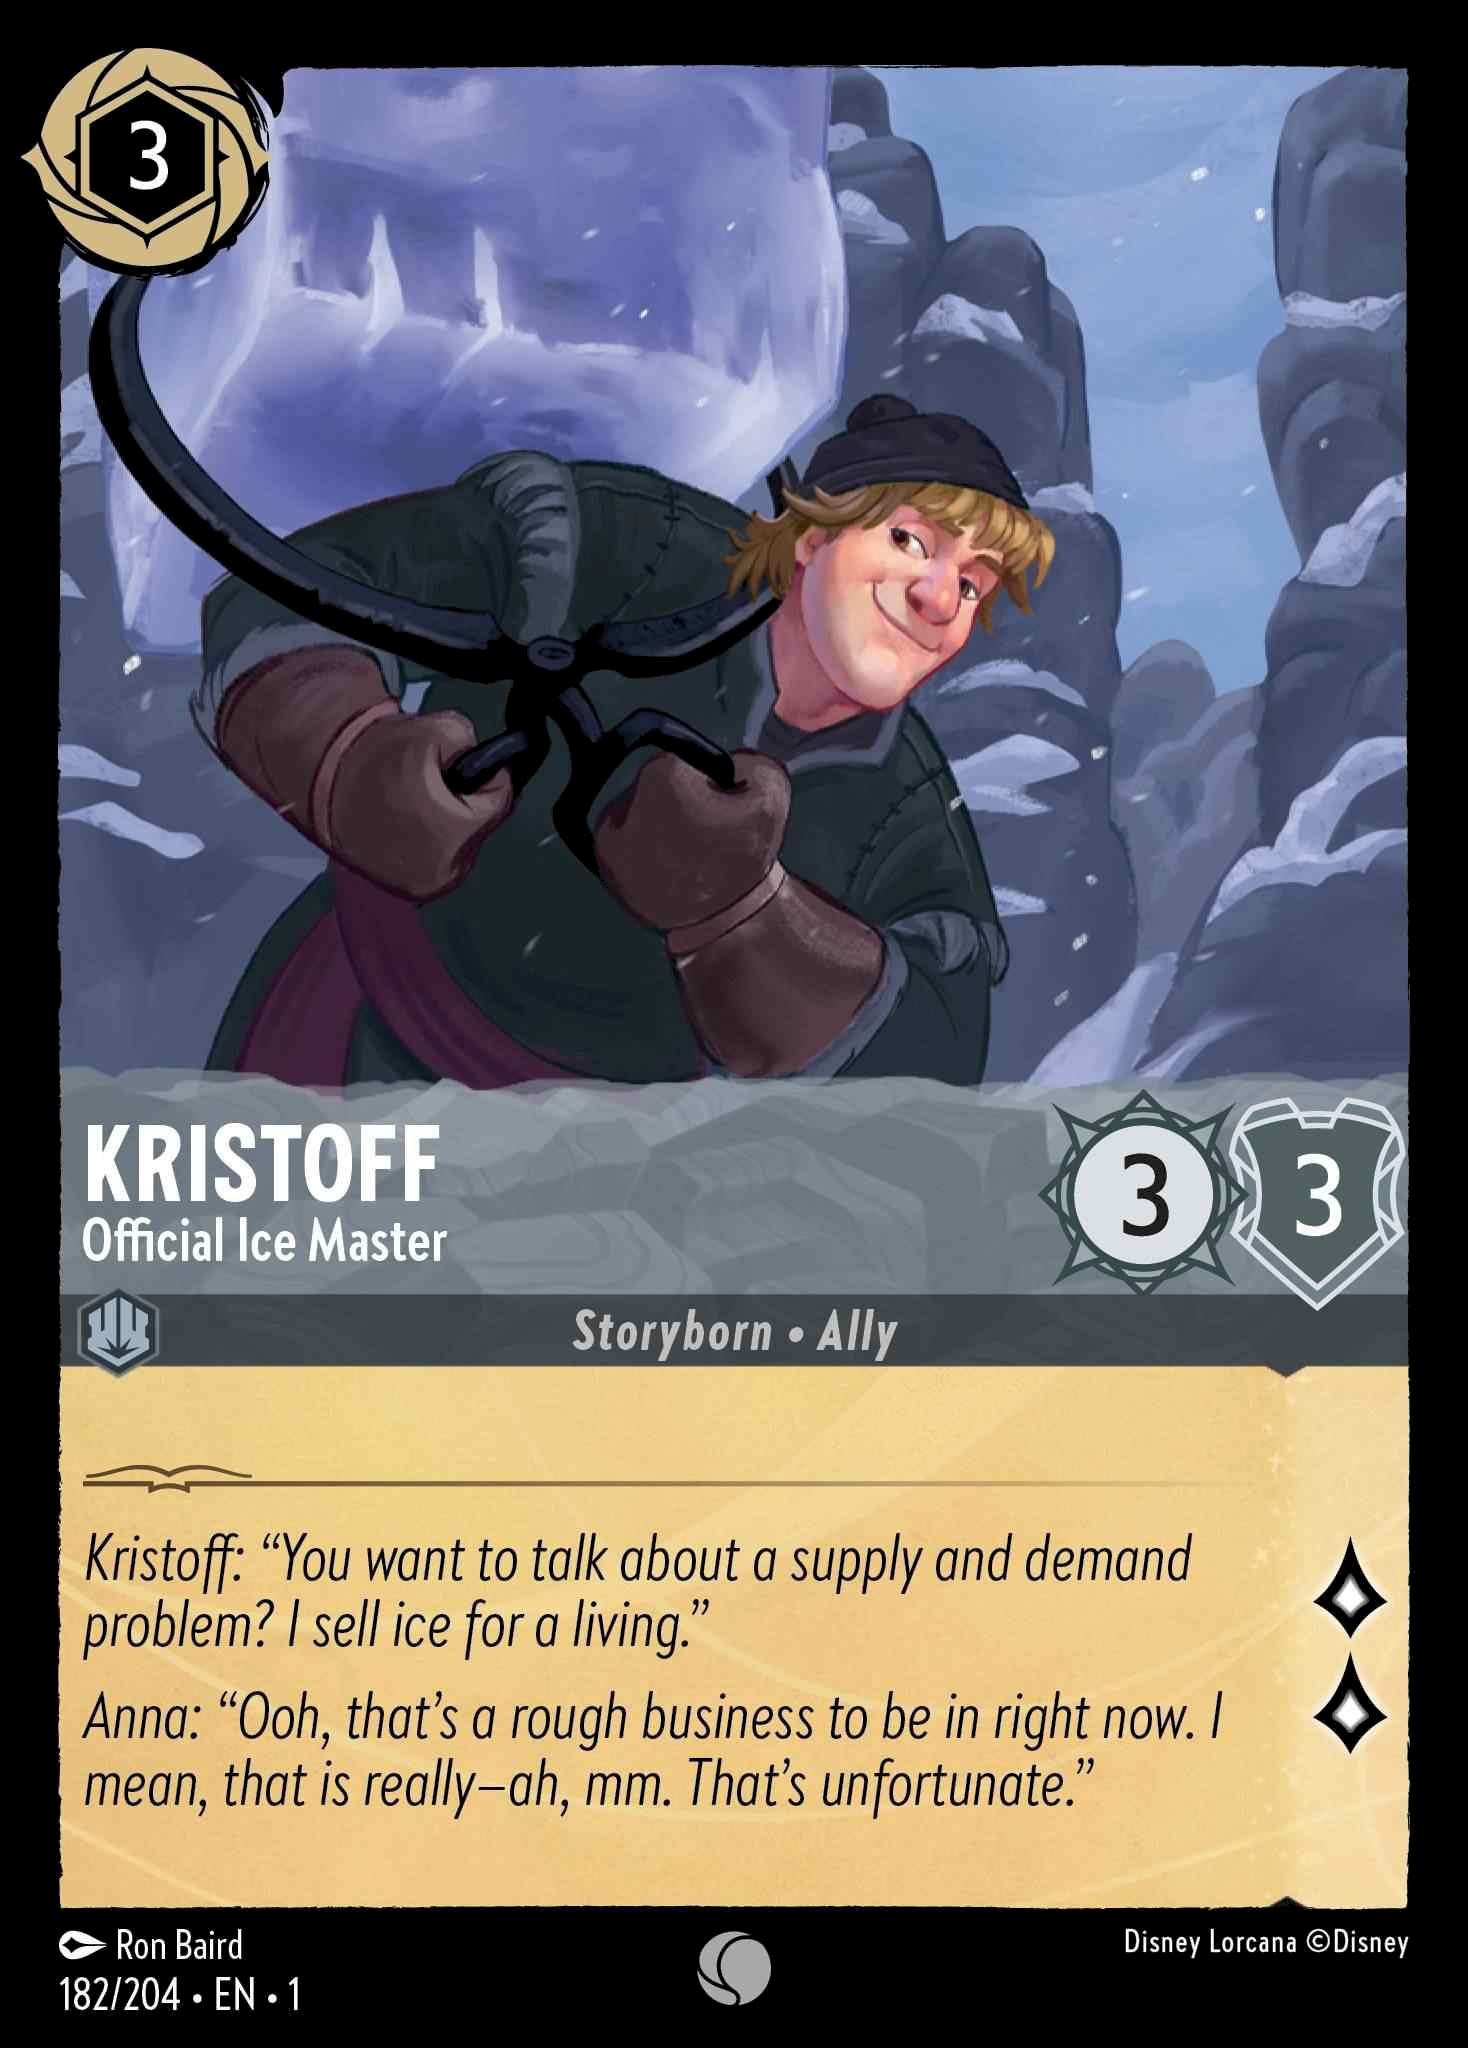 3
KRISTOFF
Official Ice Master
3
3
Storyborn • Ally
Kristoff: “You want to talk about a supply and demand
problem? I sell ice for a living.”
Anna: “Ooh, that’s a rough business to be in right now. I
mean, that is really—ah, mm. That’s unfortunate.”
Ron Baird
182/204 • EN • 1
Disney Lorcana ©Disney